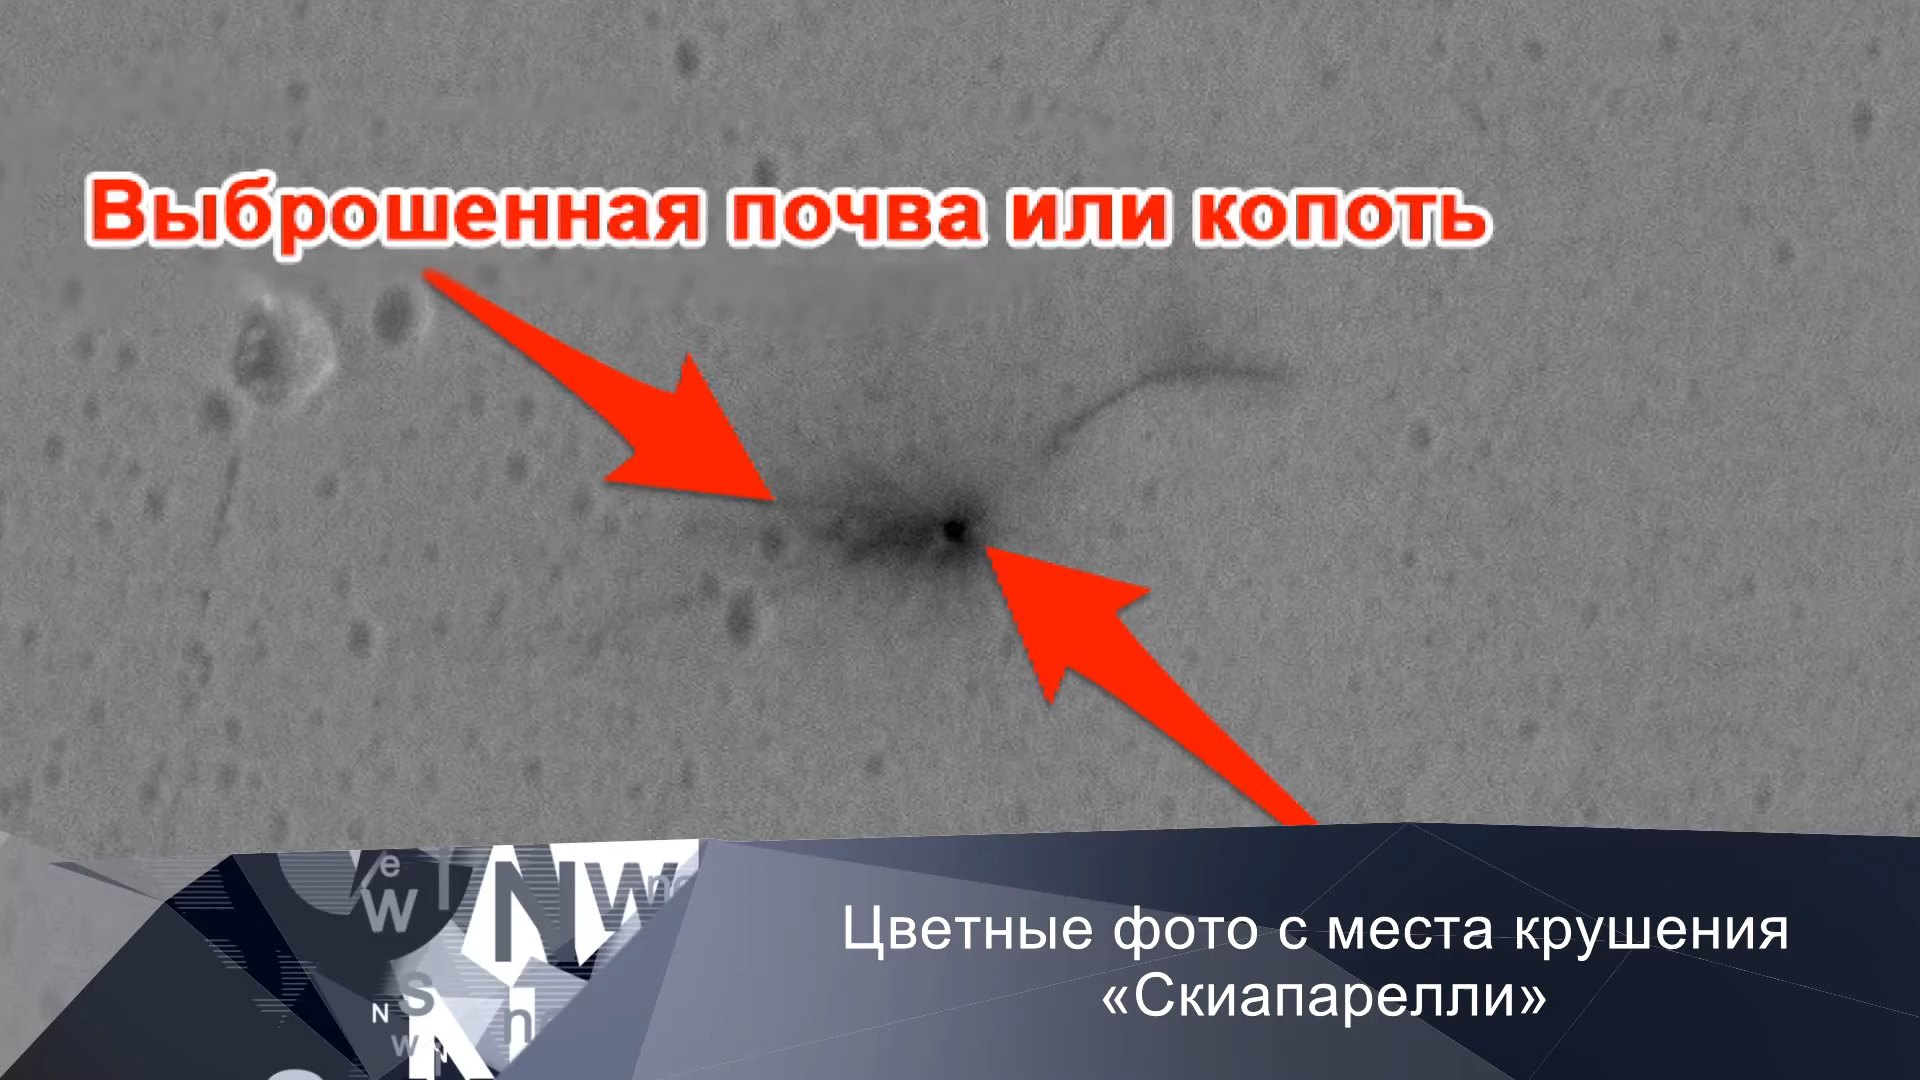 Выброшенная почва или копоть
Цветные фото с места крушения
«Скиапарелли»